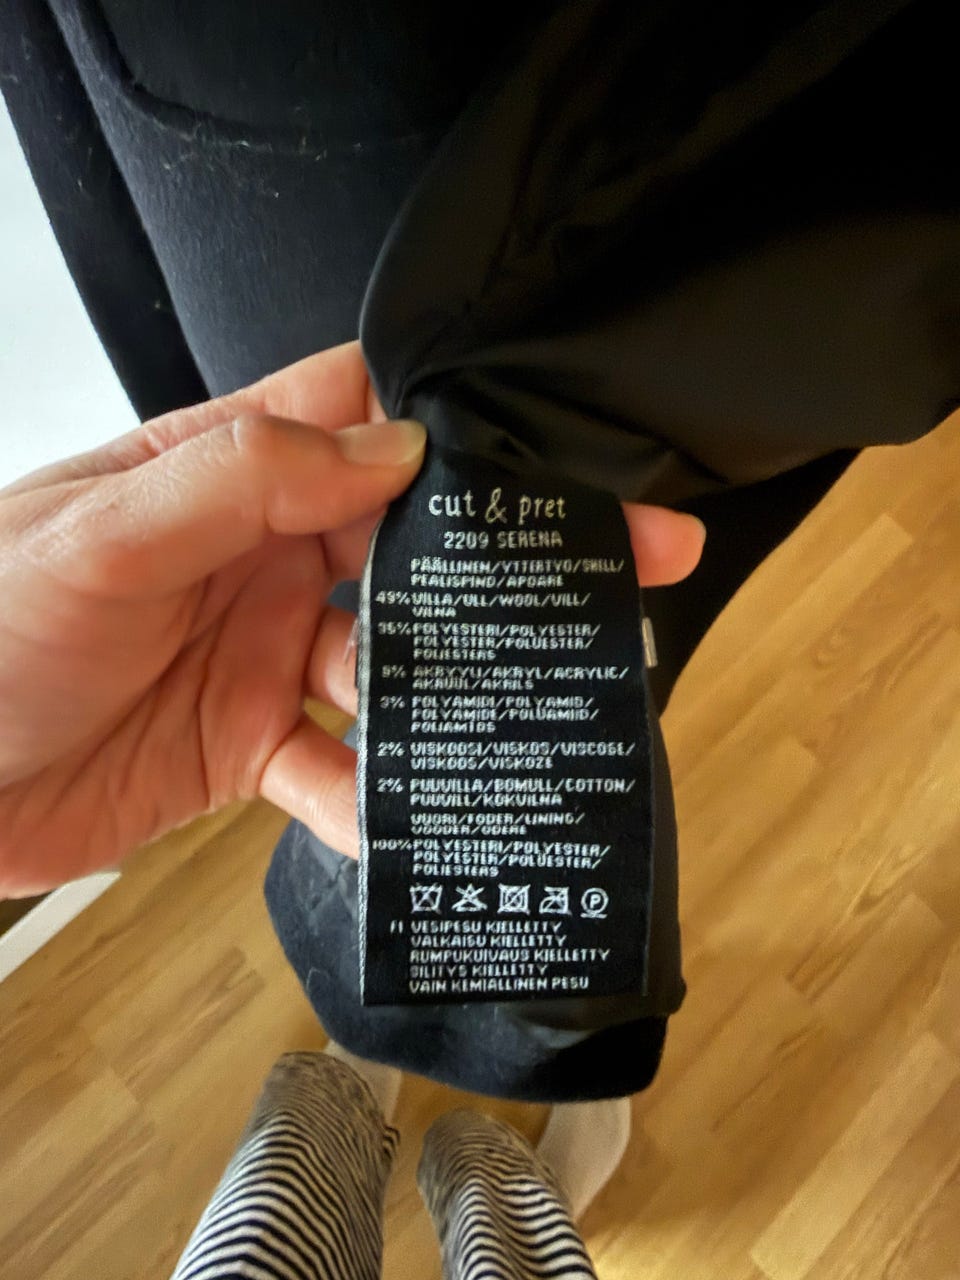 cut & pret
2209 SERENA
PÄÄLLINEN/YTTERTYG/SHELL/
PEALISPIND/APĢĒRE
49% VILLA/ULL/WOOL/VILL/
VILNA
35% POLYESTERI/POLYESTER/
POLYESTER/POLÜESTER/
POLIESTERS
9% AKRYYLI/AKRYL/ACRYLIC/
AKRÜÜL/AKRILS
3% POLYAMIDI/POLYAMID/
POLYAMIDE/POLÜAMIID/
POLIAMĪDS
2% VISKOOSI/VISKOS/VISCOSE/
VISKOOS/VISKOZE
2% PUUVILLA/BOMULL/COTTON/
PUUVILL/KOKVILNA
VUORI/FODER/LINING/
VOODER/ODERE
100% POLYESTERI/POLYESTER/
POLYESTER/POLÜESTER/
POLIESTERS
P
FI VESIPESU KIELLETTY
VALKAISU KIELLETTY
RUMPUKUIVAUS KIELLETTY
SILITYS KIELLETTY
VAIN KEMIALLINEN PESU